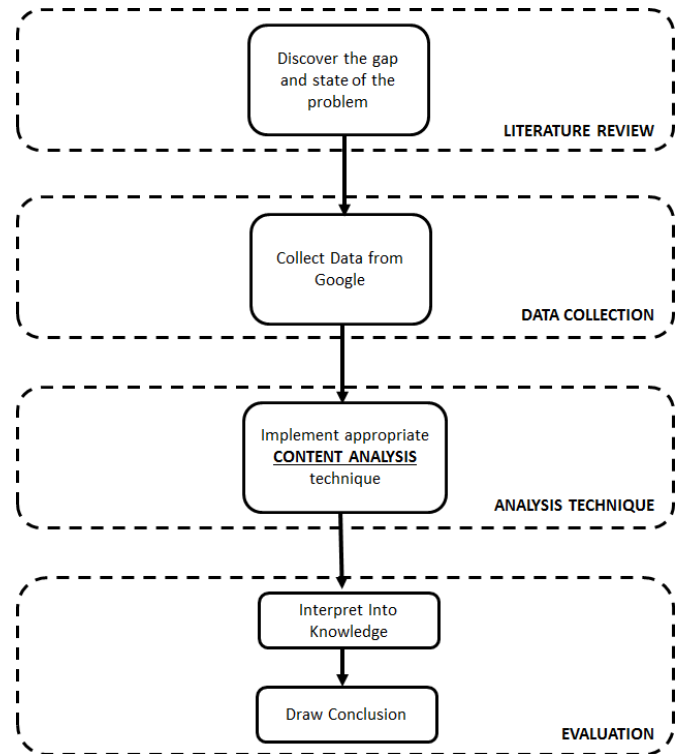 Discover the gap
and state of the
problem
LITERATURE REVIEW
Collect Data from
Google
DATA COLLECTION
Implement appropriate
CONTENT ANALYSIS
technique
ANALYSIS TECHNIQUE
Interpret Into
Knowledge
Draw Conclusion
EVALUATION